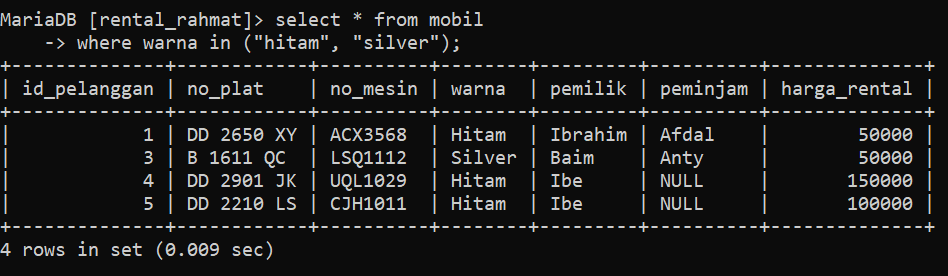 MariaDB [rental_rahmat]> select * from mobil
    -> where warna in ("hitam", "silver");
+--------------+------------+----------+--------+---------+----------+--------------+
| id_pelanggan | no_plat    | no_mesin | warna  | pemilik | peminjam | harga_rental |
+--------------+------------+----------+--------+---------+----------+--------------+
|            1 | DD 2650 XY | ACX3568  | Hitam  | Ibrahim | Afdal    |        50000 |
|            3 | B 1611 QC  | LSQ1112  | Silver | Baim    | Anty     |        50000 |
|            4 | DD 2901 JK | UQL1029  | Hitam  | Ibe     | NULL     |       150000 |
|            5 | DD 2210 LS | CJH1011  | Hitam  | Ibe     | NULL     |       100000 |
+--------------+------------+----------+--------+---------+----------+--------------+
4 rows in set (0.009 sec)